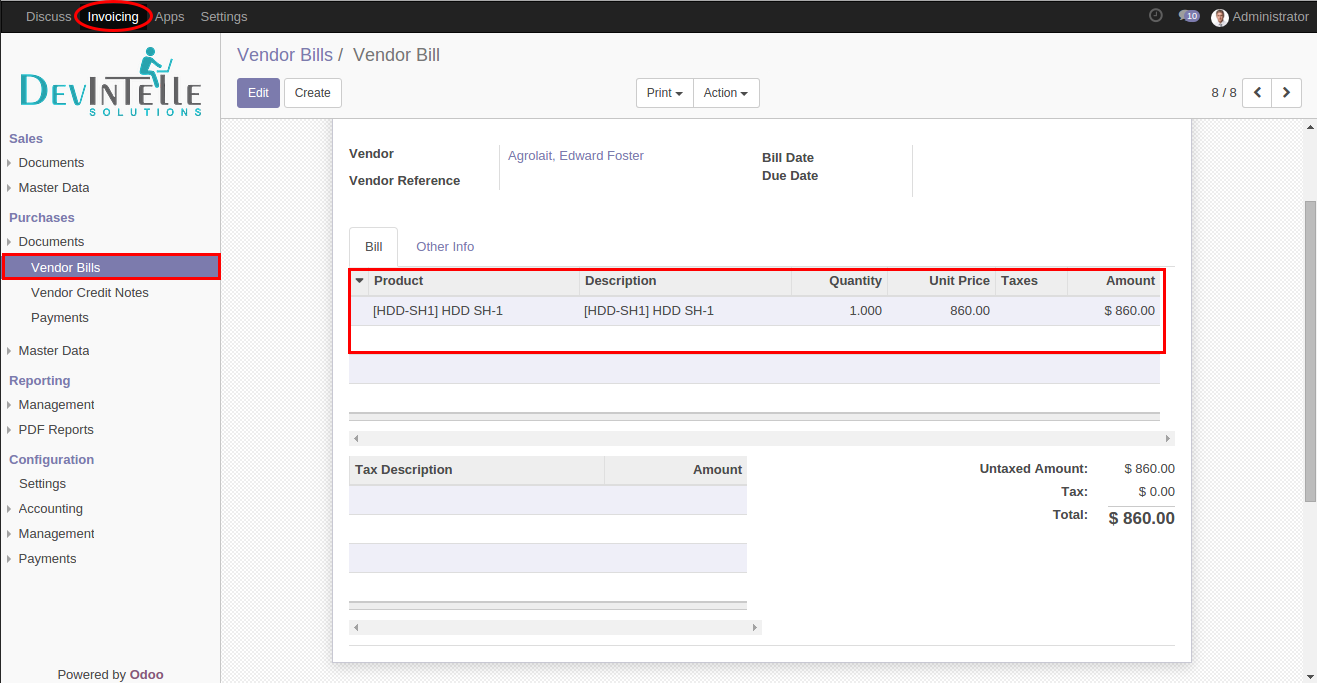 Discuss Invoicing Apps Settings 10 Administrator
DEVINTELLE
SOLUTIONS
Sales
Documents
Master Data
Purchases
Documents
Vendor Bills
Vendor Credit Notes
Payments
Master Data
Reporting
Management
PDF Reports
Configuration
Settings
Accounting
Management
Payments
Powered by Odoo
Vendor Bills / Vendor Bill
Edit Create Print Action 8 / 8
Vendor Agrolait, Edward Foster Bill Date
Vendor Reference Due Date
Bill Other Info
Product Description Quantity Unit Price Taxes Amount
[HDD-SH1] HDD SH-1 [HDD-SH1] HDD SH-1 1.000 860.00 $ 860.00
Tax Description Amount
Untaxed Amount: $ 860.00
Tax: $ 0.00
Total: $ 860.00